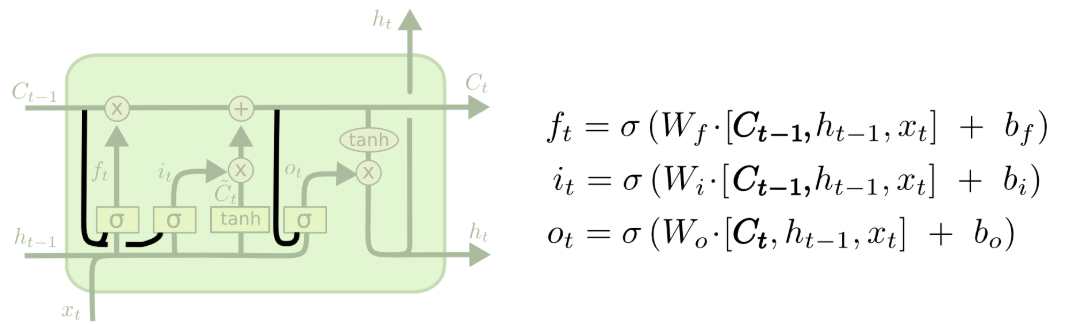 h_t
C_{t-1}
C_t
x
+
tanh
f_t
i_t
x
o_t
x
C̃_t
σ
σ
tanh
σ
h_{t-1}
h_t
x_t
f_t = σ (W_f · [C_{t-1}, h_{t-1}, x_t] + b_f)
i_t = σ (W_i · [C_{t-1}, h_{t-1}, x_t] + b_i)
o_t = σ (W_o · [C_t, h_{t-1}, x_t] + b_o)